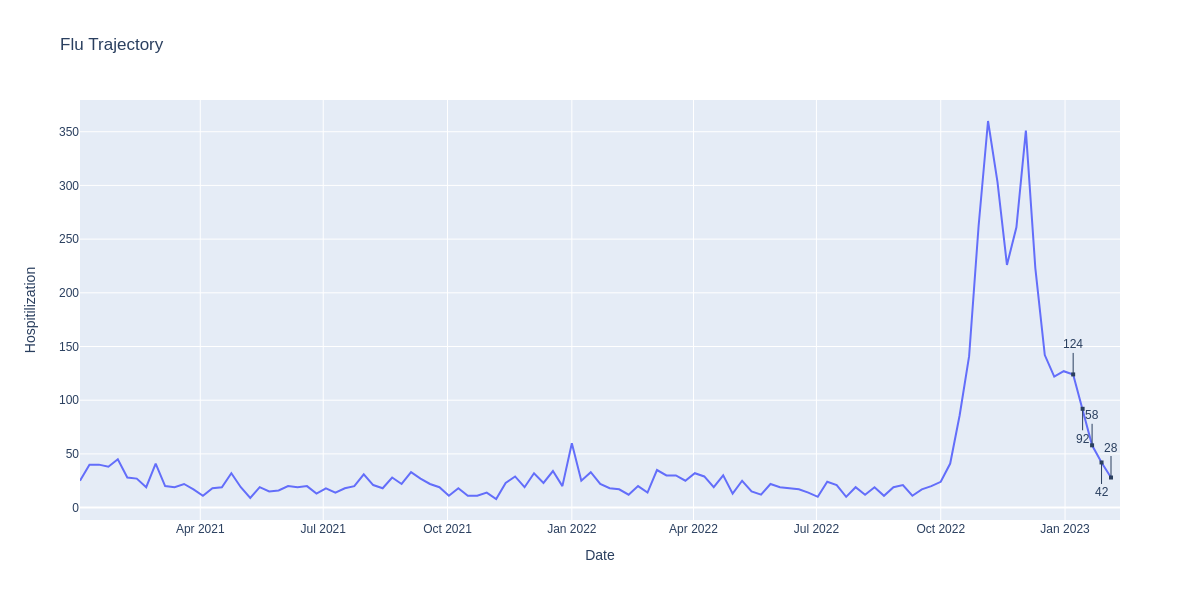 Flu Trajectory
Hospitilization
350
300
250
200
150
100
50
0
124
92
58
42
28
Apr 2021
Jul 2021
Oct 2021
Jan 2022
Apr 2022
Jul 2022
Oct 2022
Jan 2023
Date